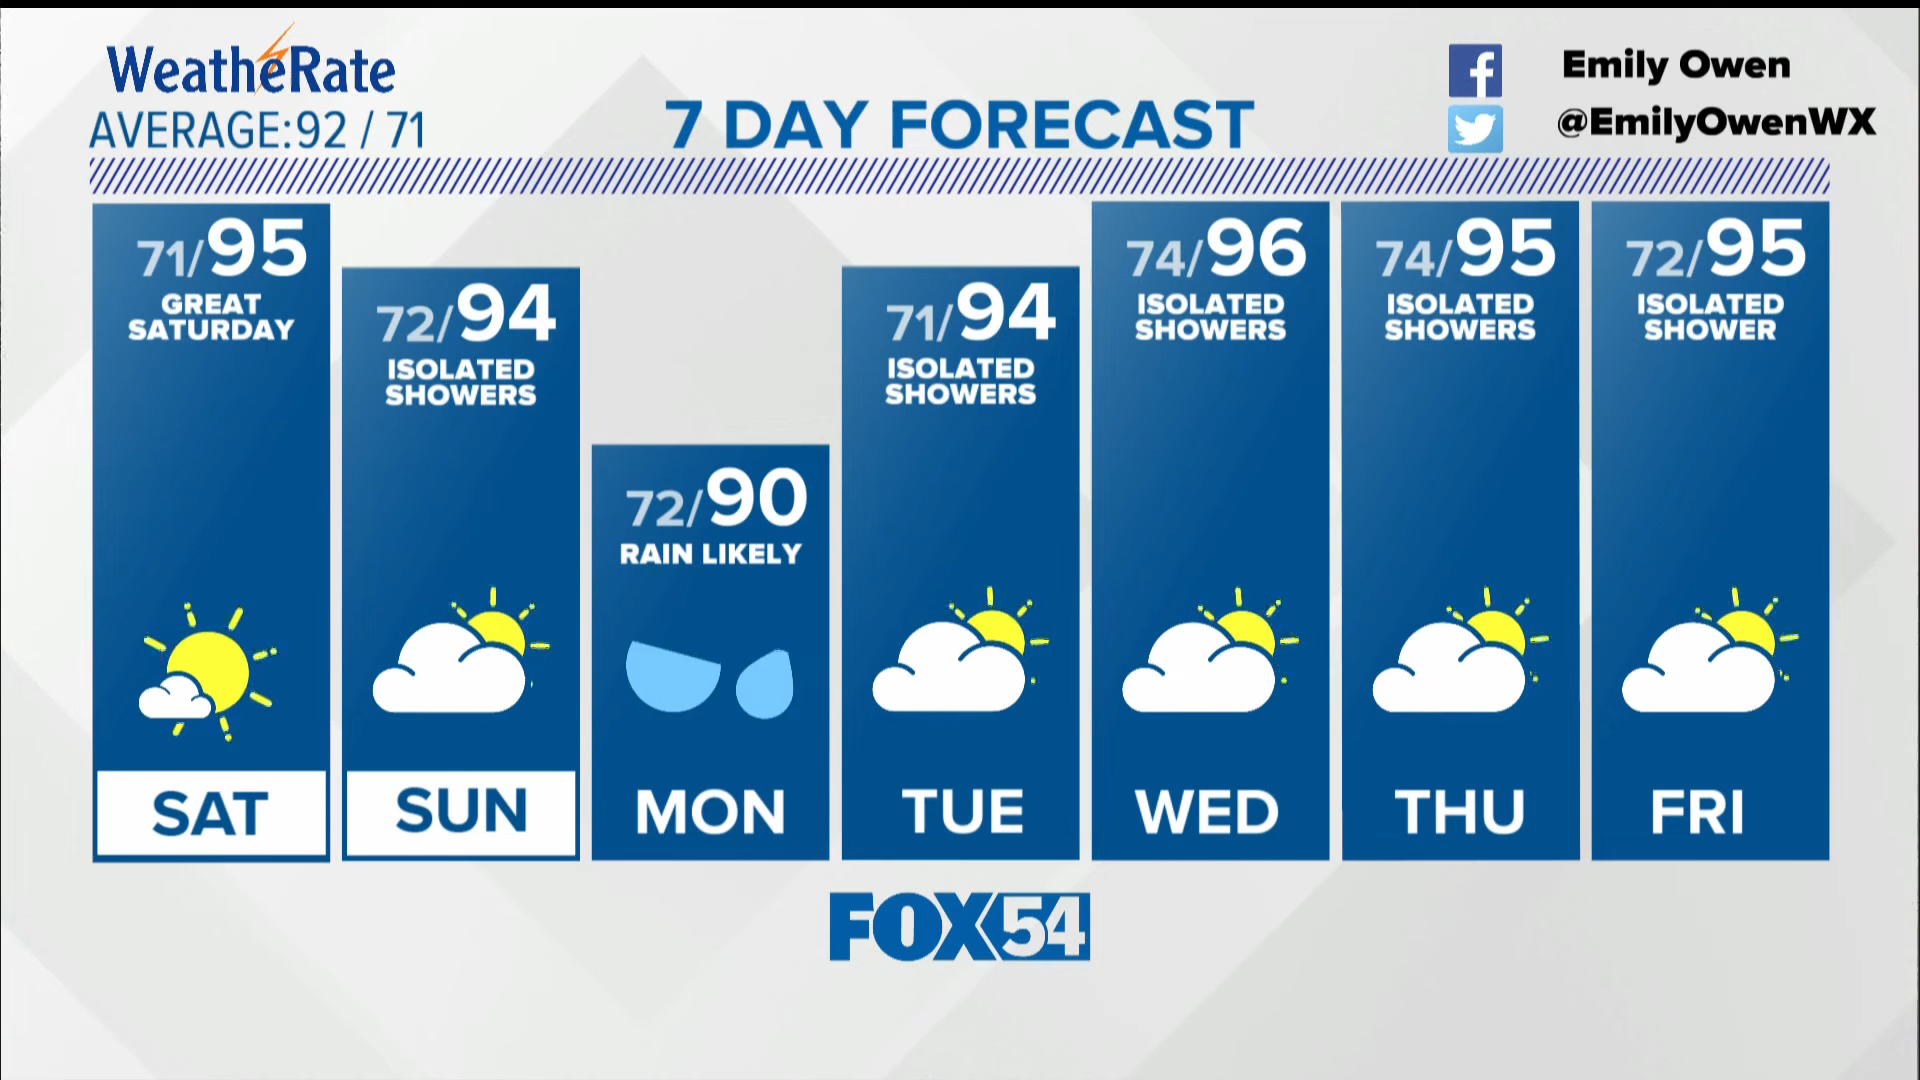 WeatheRate
AVERAGE:92 / 71
7 DAY FORECAST
Emily Owen
@EmilyOwenWX
71/95
GREAT
SATURDAY
SAT
72/94
ISOLATED
SHOWERS
SUN
72/90
RAIN LIKELY
MON
71/94
ISOLATED
SHOWERS
TUE
74/96
ISOLATED
SHOWERS
WED
74/95
ISOLATED
SHOWERS
THU
72/95
ISOLATED
SHOWER
FRI
FOX54